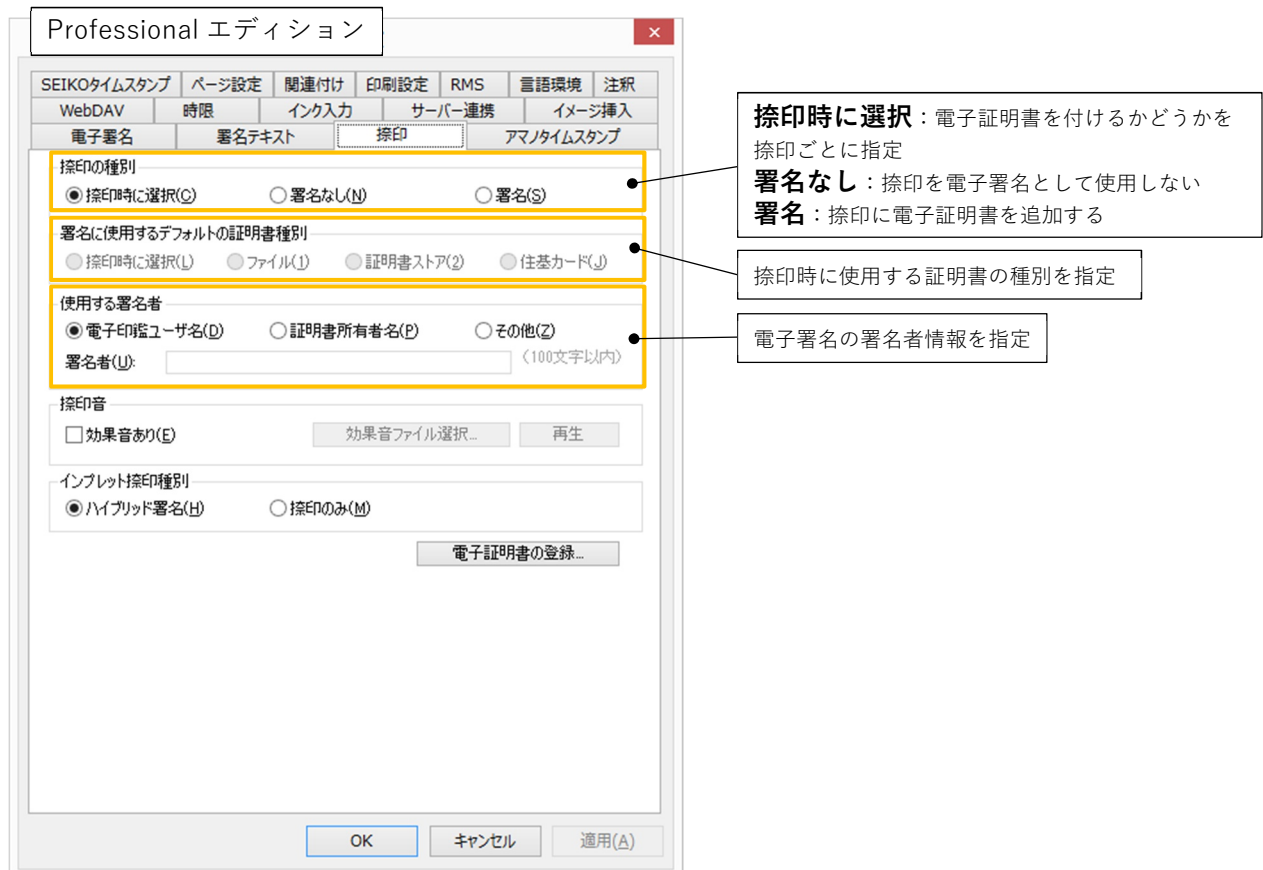 Professional エディション
SEIKOタイムスタンプ ページ設定 関連付け 印刷設定 RMS 言語環境 注釈
WebDAV 時限 インク入力 サーバー連携 イメージ挿入
電子署名 署名テキスト 捺印 アマノタイムスタンプ
捺印の種別
捺印時に選択(C) 署名なし(N) 署名(S)
署名に使用するデフォルトの証明書種別
捺印時に選択(L) ファイル(1) 証明書ストア(2) 住基カード(J)
使用する署名者
電子印鑑ユーザ名(D) 証明書所有者名(P) その他(Z)
署名者(U): (100文字以内)
捺印音
効果音あり(E) 効果音ファイル選択... 再生
インプレット捺印種別
ハイブリッド署名(H) 捺印のみ(M)
電子証明書の登録...
OK キャンセル 適用(A)
捺印時に選択：電子証明書を付けるかどうかを
捺印ごとに指定
署名なし：捺印を電子署名として使用しない
署名：捺印に電子証明書を追加する
捺印時に使用する証明書の種別を指定
電子署名の署名者情報を指定